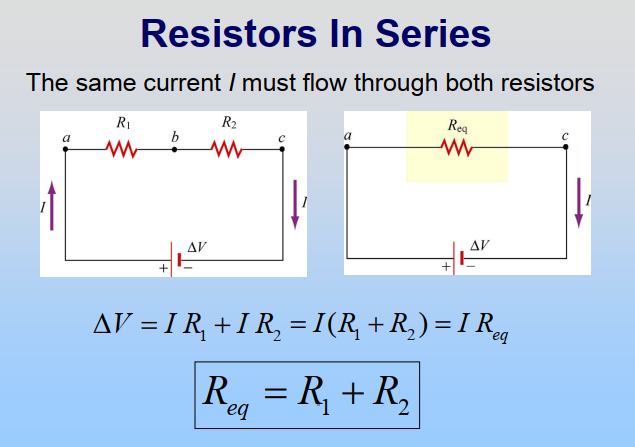 Resistors In Series
The same current I must flow through both resistors
R₁ R₂
a b c
I I
ΔV
+ −
Req
a c
I
ΔV
+ −
ΔV = I R₁ + I R₂ = I(R₁ + R₂) = I Req
Req = R₁ + R₂